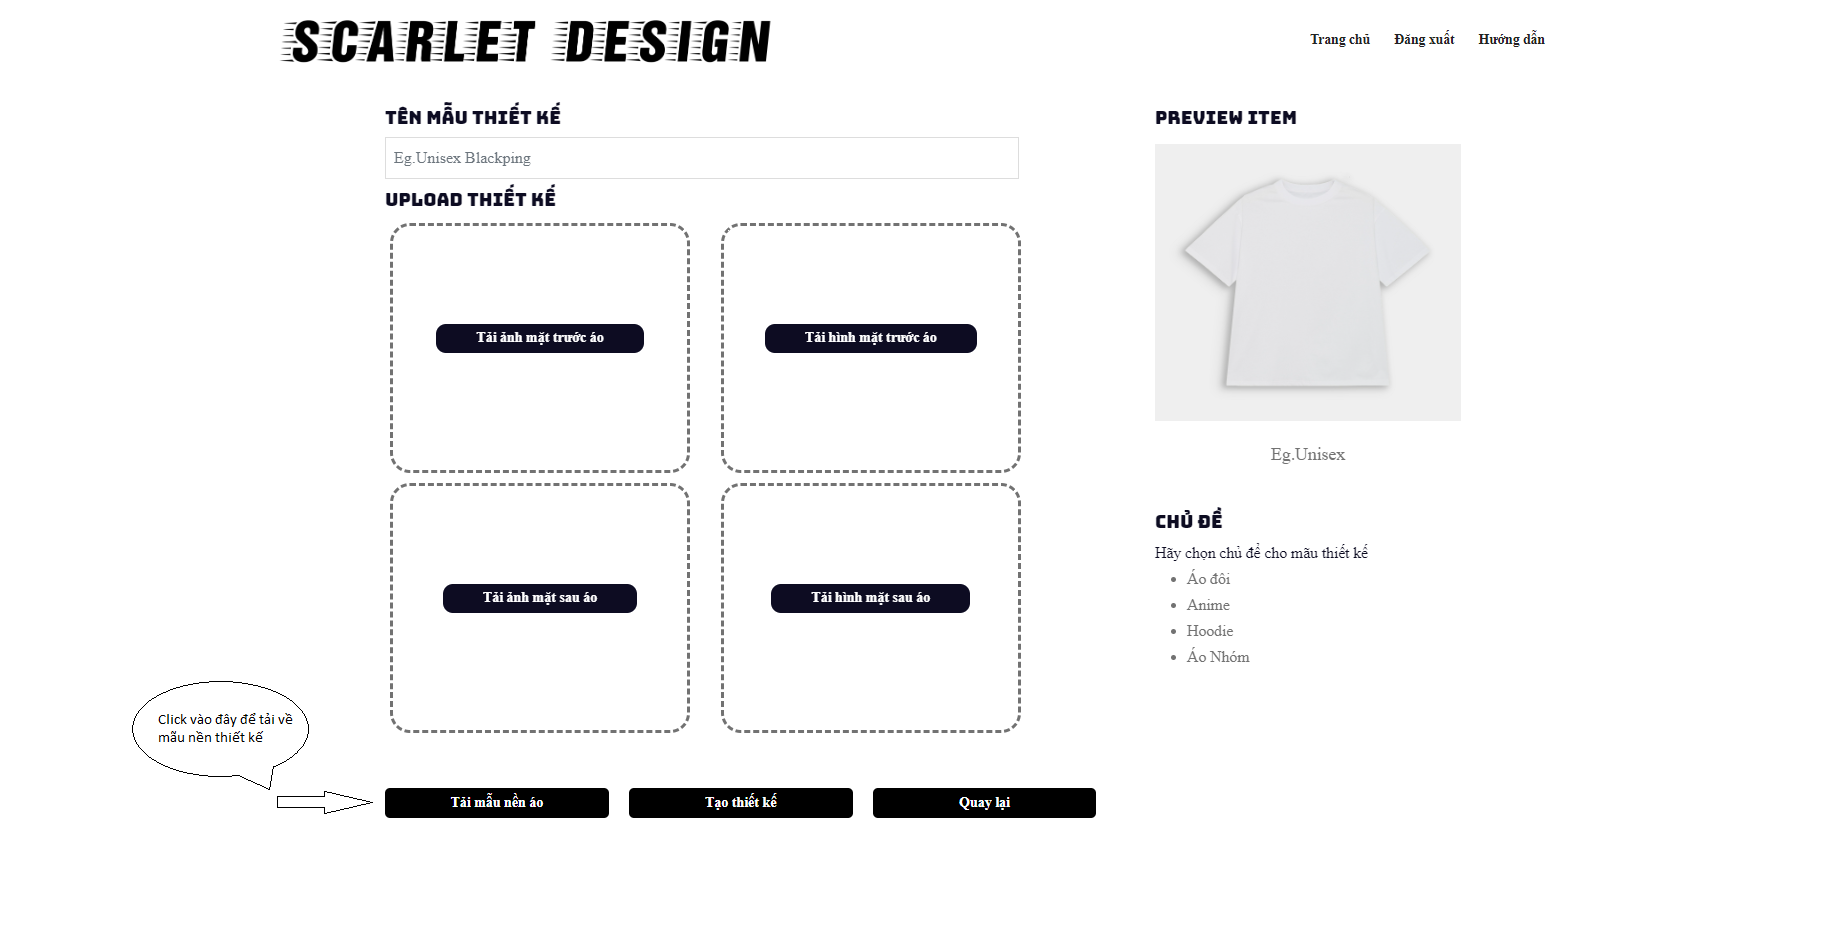 SCARLET DESIGN
Trang chủ Đăng xuất Hướng dẫn
TÊN MẪU THIẾT KẾ
Eg.Unisex Blackping
UPLOAD THIẾT KẾ
Tải ảnh mặt trước áo
Tải hình mặt trước áo
Tải ảnh mặt sau áo
Tải hình mặt sau áo
Click vào đây để tải về
mẫu nền thiết kế
Tải mẫu nền áo
Tạo thiết kế
Quay lại
PREVIEW ITEM
Eg.Unisex
CHỦ ĐỀ
Hãy chọn chủ để cho mãu thiết kế
Áo đôi
Anime
Hoodie
Áo Nhóm